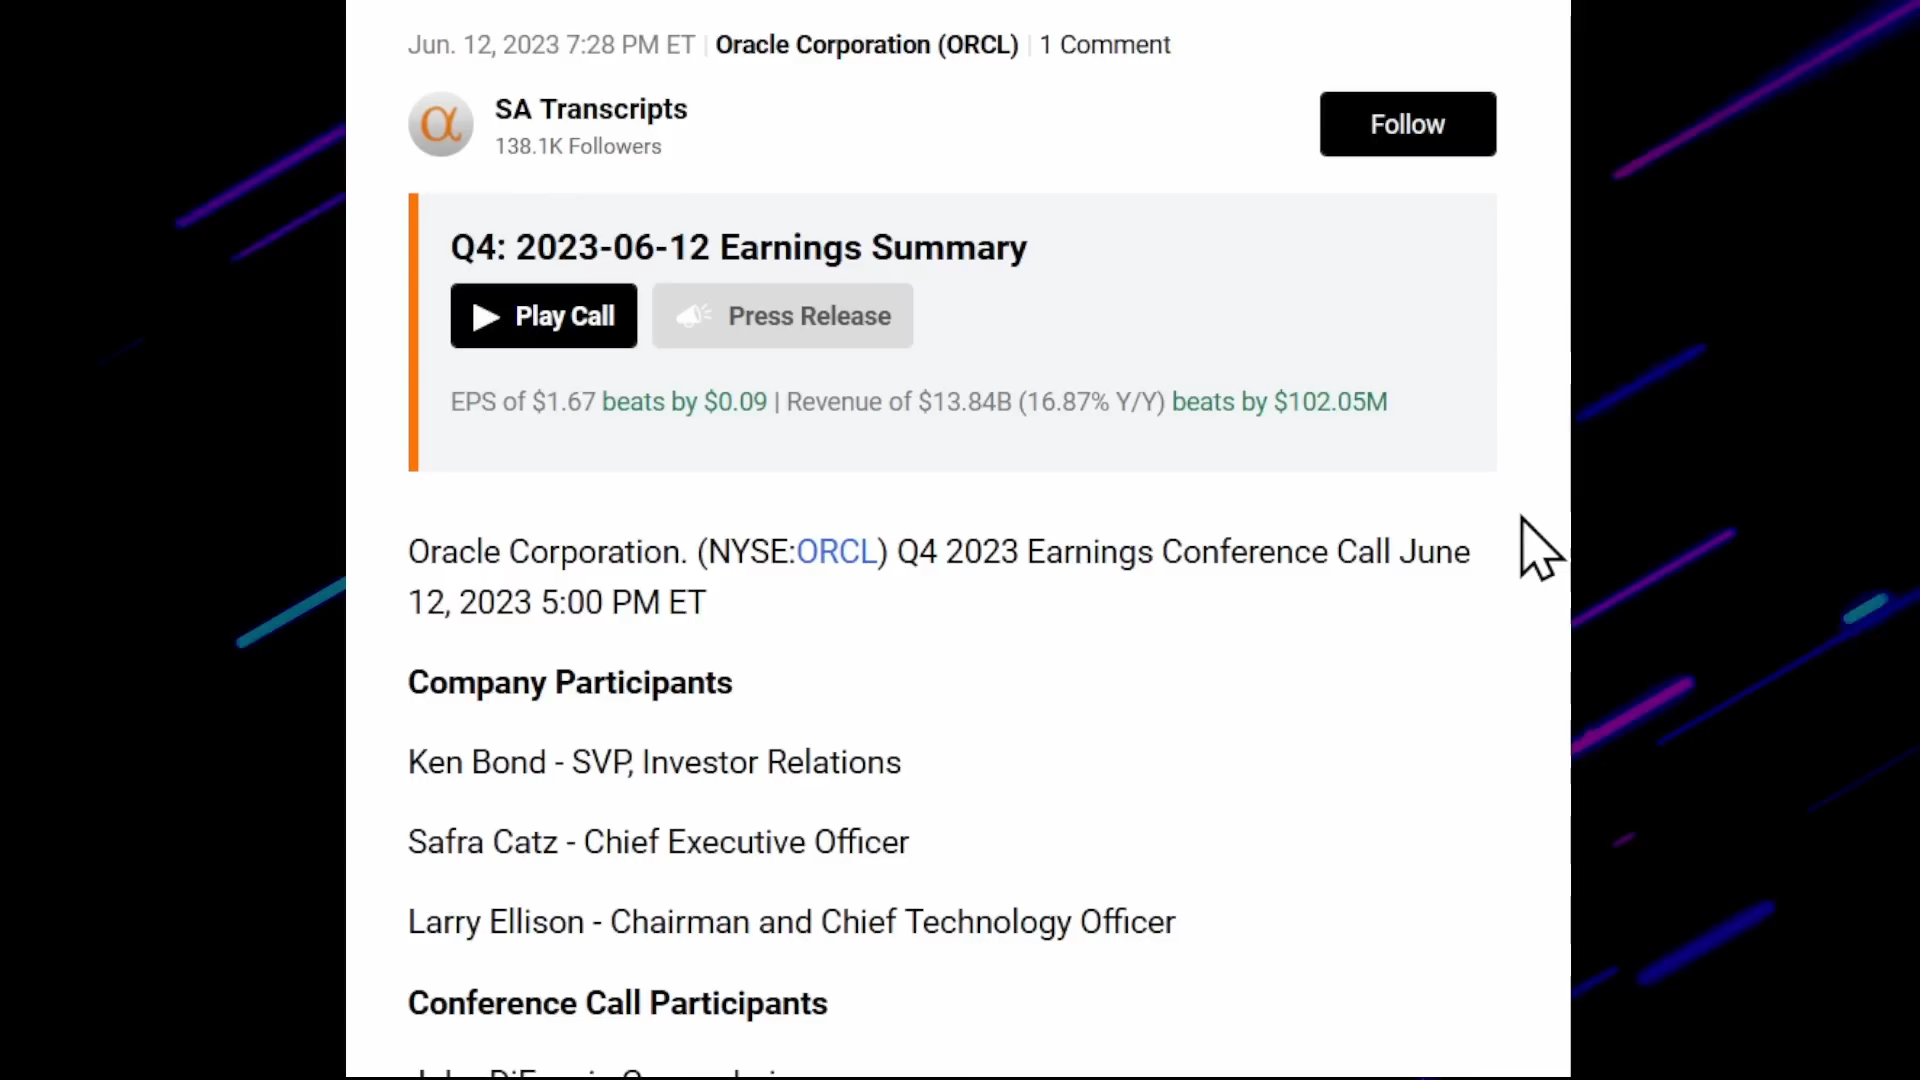 Jun. 12, 2023 7:28 PM ET | Oracle Corporation (ORCL) | 1 Comment
α
SA Transcripts
138.1K Followers
Follow
Q4: 2023-06-12 Earnings Summary
Play Call
Press Release
EPS of $1.67 beats by $0.09 | Revenue of $13.84B (16.87% Y/Y) beats by $102.05M
Oracle Corporation. (NYSE:ORCL) Q4 2023 Earnings Conference Call June
12, 2023 5:00 PM ET
Company Participants
Ken Bond - SVP, Investor Relations
Safra Catz - Chief Executive Officer
Larry Ellison - Chairman and Chief Technology Officer
Conference Call Participants